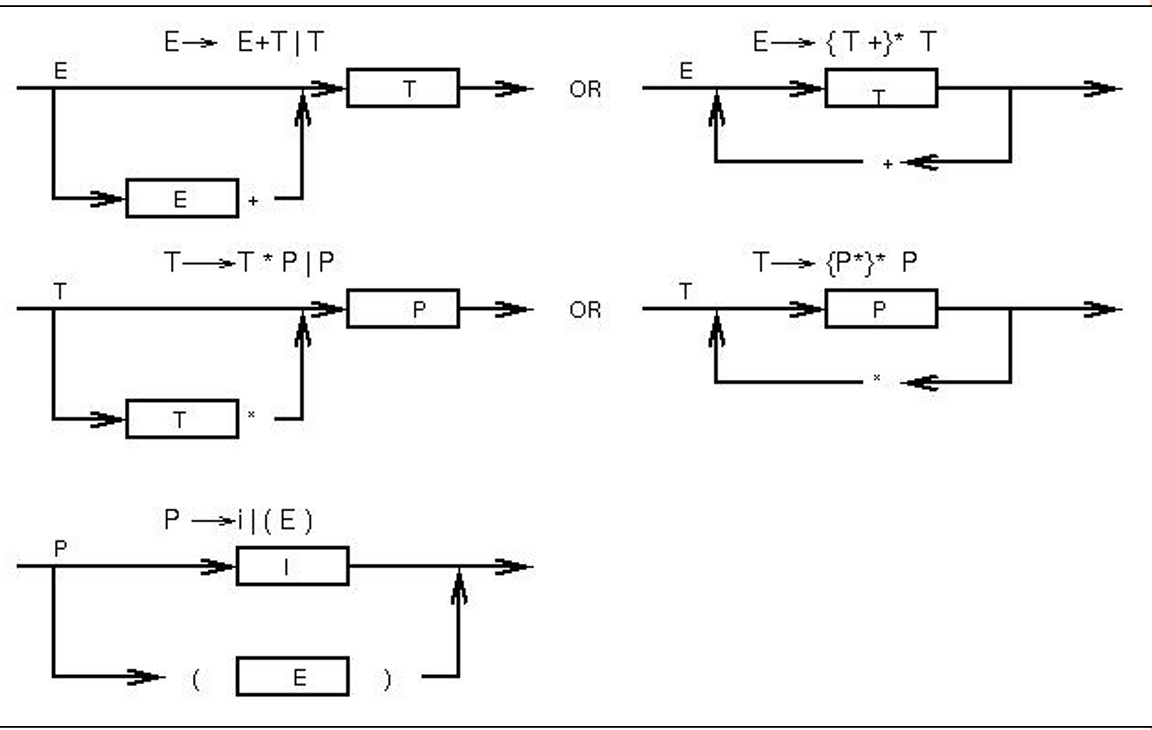 E→ E+T | T
E→ { T +}* T
E
T
OR
E
T
+
E +
T→T * P | P
T→ {P*}* P
T
P
OR
T
P
*
T *
P →i | ( E )
P
I
( E )